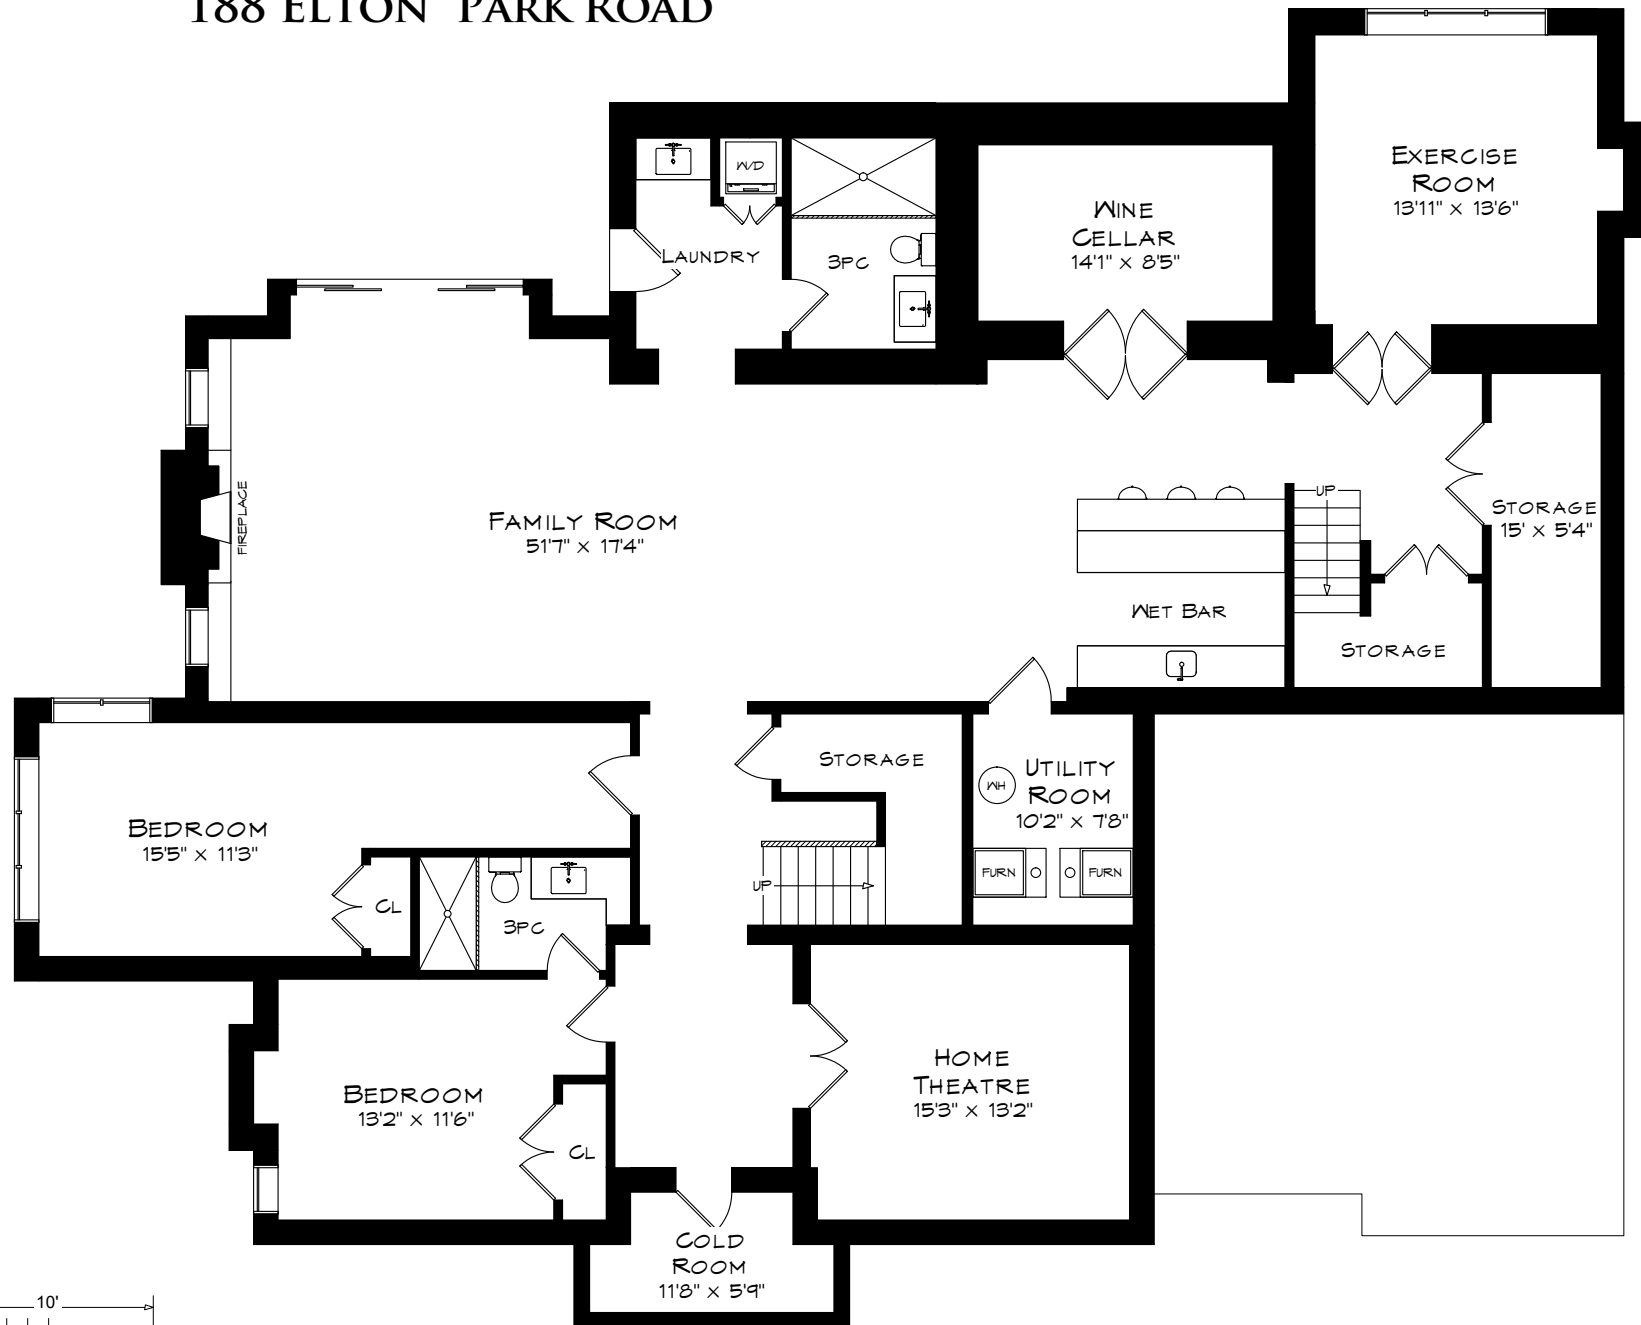 188 Elton Park Road
Exercise
Room
13'11" x 13'6"
W/D
Wine
Cellar
14'1" x 8'5"
Laundry
3PC
Fireplace
Family Room
51'7" x 17'4"
UP
Storage
15' x 5'4"
Wet Bar
Storage
Storage
WH
Utility
Room
10'2" x 7'8"
Bedroom
15'5" x 11'3"
FURN
FURN
UP
CL
3PC
Home
Theatre
15'3" x 13'2"
Bedroom
13'2" x 11'6"
CL
Cold
Room
11'8" x 5'9"
10'